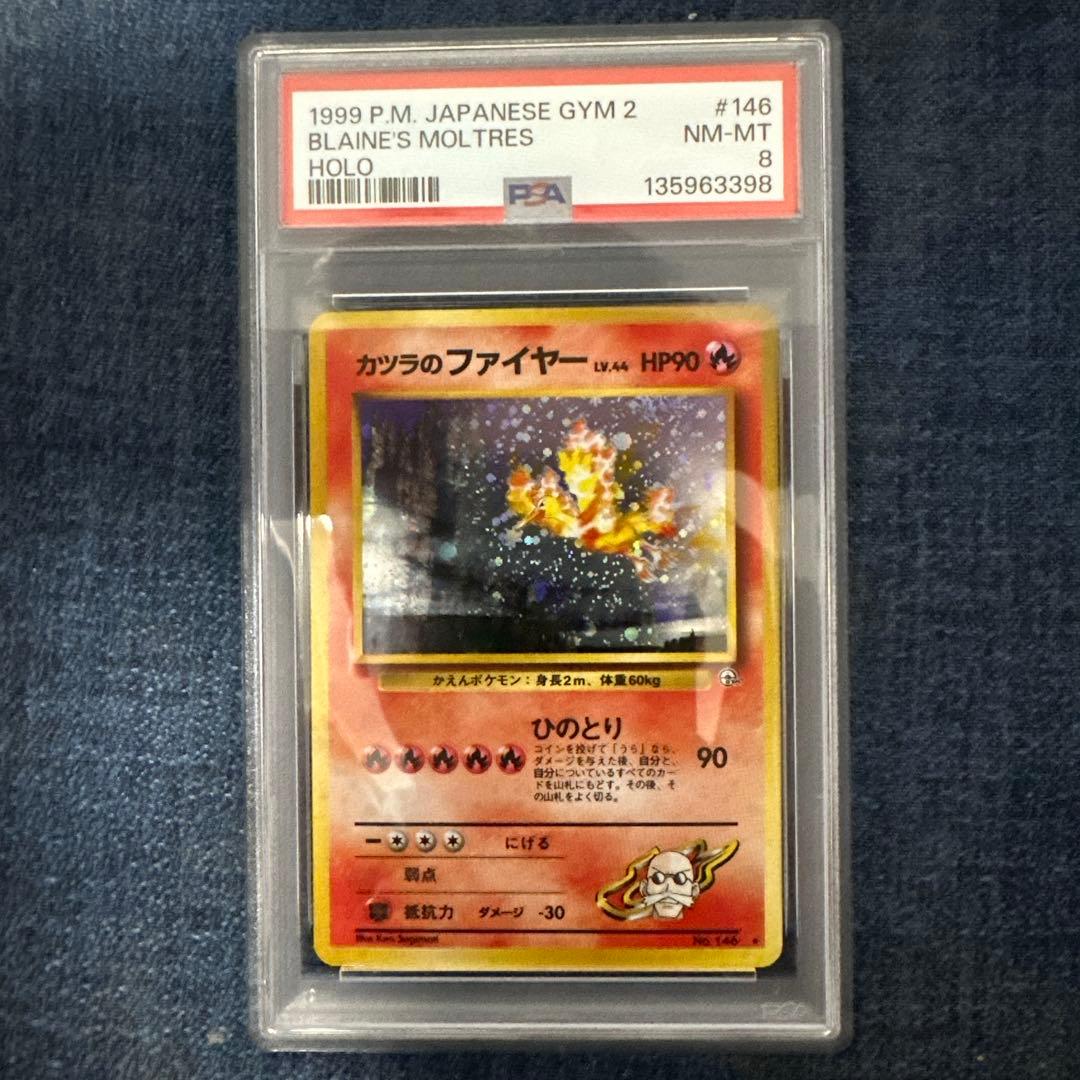 1999 P.M. JAPANESE GYM 2 #146
BLAINE'S MOLTRES NM-MT
HOLO 8
PSA 135963398
カツラのファイヤー LV.44 HP90
かえんポケモン：身長2m、体重60kg
ひのとり
コインを投げて「うら」なら、
ダメージを与えた後、自分と、
自分についているすべてのカー
ドを山札にもどす。その後、そ
の山札をよく切る。
90
にげる
弱点
抵抗力 ダメージ -30
Illus. Ken Sugimori No.146